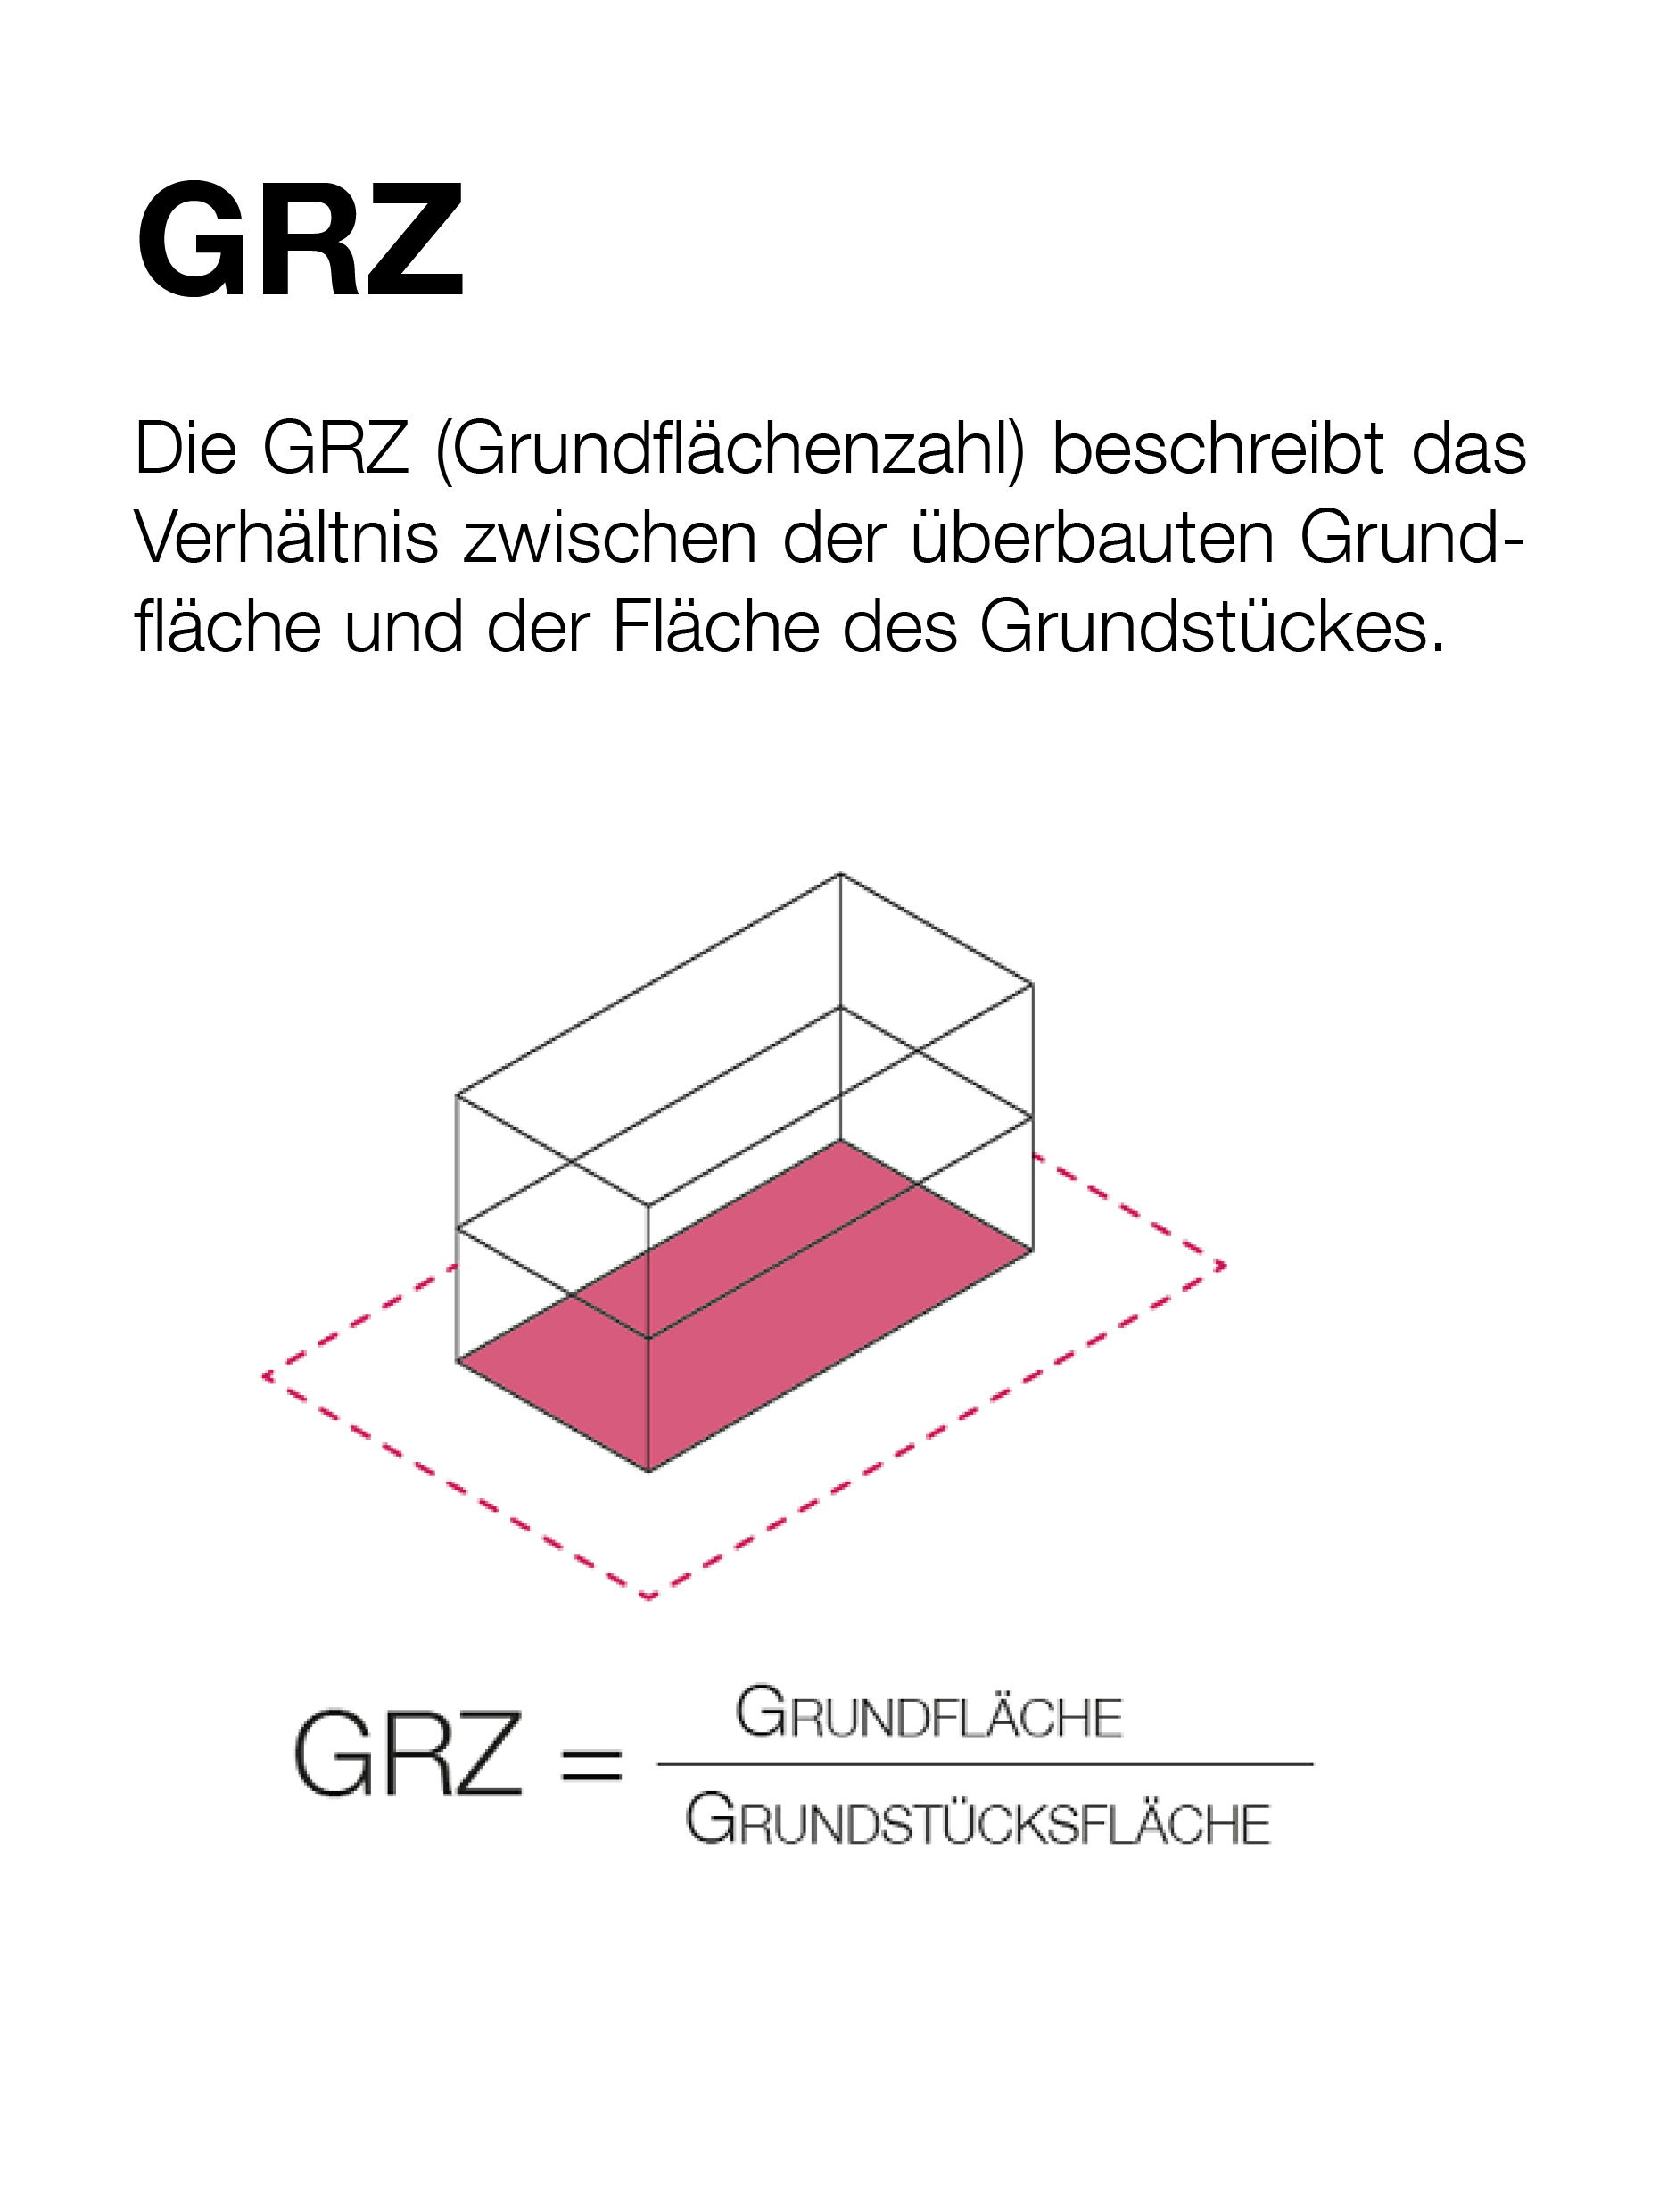 GRZ
Die GRZ (Grundflächenzahl) beschreibt das
Verhältnis zwischen der überbauten Grund-
fläche und der Fläche des Grundstückes.
GRZ = GRUNDFLÄCHE
GRUNDSTÜCKSFLÄCHE